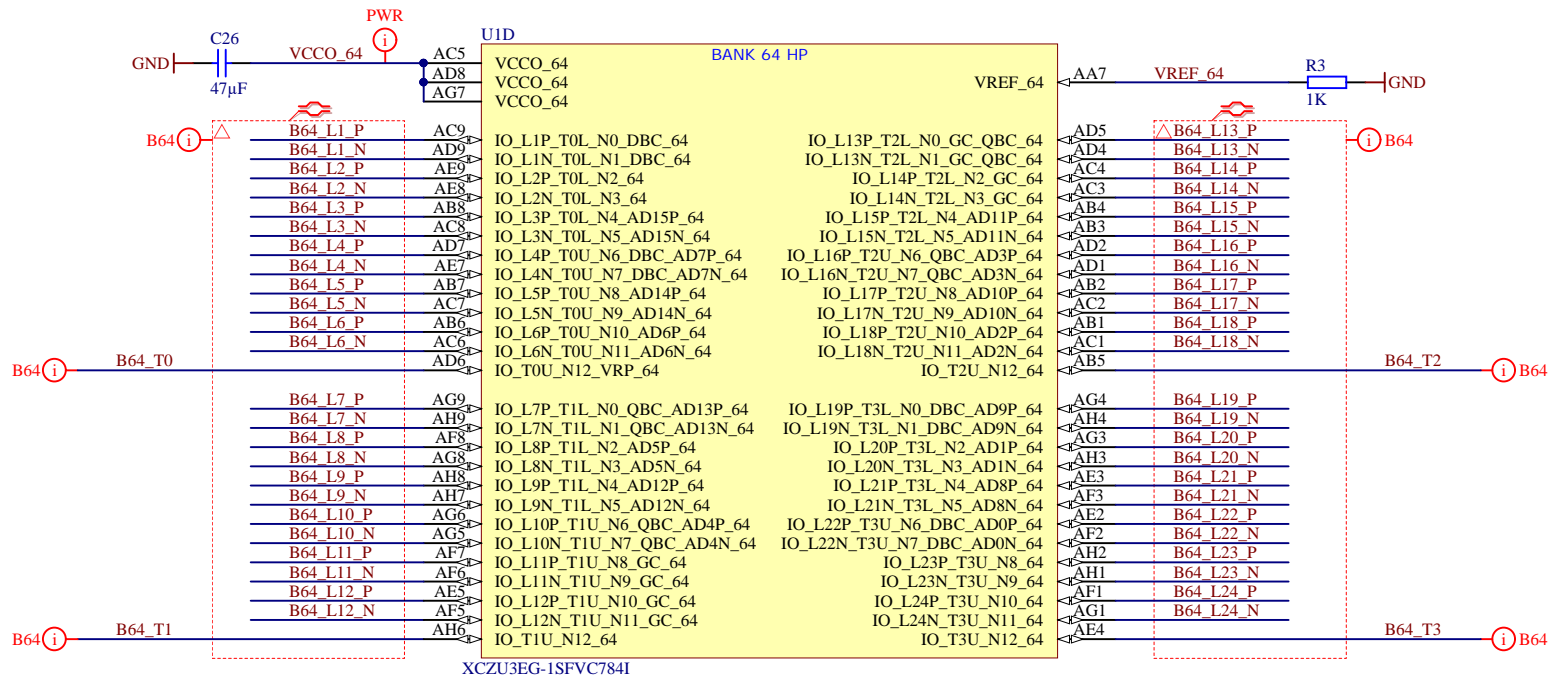 PWR
C26
GND
47µF
VCCO_64
U1D
BANK 64 HP
AC5 VCCO_64
AD8 VCCO_64
AG7 VCCO_64
VREF_64 AA7 VREF_64
R3
1K
GND
B64
B64_L1_P AC9 IO_L1P_T0L_N0_DBC_64
B64_L1_N AD9 IO_L1N_T0L_N1_DBC_64
B64_L2_P AE9 IO_L2P_T0L_N2_64
B64_L2_N AE8 IO_L2N_T0L_N3_64
B64_L3_P AB8 IO_L3P_T0L_N4_AD15P_64
B64_L3_N AC8 IO_L3N_T0L_N5_AD15N_64
B64_L4_P AD7 IO_L4P_T0U_N6_DBC_AD7P_64
B64_L4_N AE7 IO_L4N_T0U_N7_DBC_AD7N_64
B64_L5_P AB7 IO_L5P_T0U_N8_AD14P_64
B64_L5_N AC7 IO_L5N_T0U_N9_AD14N_64
B64_L6_P AB6 IO_L6P_T0U_N10_AD6P_64
B64_L6_N AC6 IO_L6N_T0U_N11_AD6N_64
B64 B64_T0 AD6 IO_T0U_N12_VRP_64
B64_L7_P AG9 IO_L7P_T1L_N0_QBC_AD13P_64
B64_L7_N AH9 IO_L7N_T1L_N1_QBC_AD13N_64
B64_L8_P AF8 IO_L8P_T1L_N2_AD5P_64
B64_L8_N AG8 IO_L8N_T1L_N3_AD5N_64
B64_L9_P AH8 IO_L9P_T1L_N4_AD12P_64
B64_L9_N AH7 IO_L9N_T1L_N5_AD12N_64
B64_L10_P AG6 IO_L10P_T1U_N6_QBC_AD4P_64
B64_L10_N AG5 IO_L10N_T1U_N7_QBC_AD4N_64
B64_L11_P AF7 IO_L11P_T1U_N8_GC_64
B64_L11_N AF6 IO_L11N_T1U_N9_GC_64
B64_L12_P AE5 IO_L12P_T1U_N10_GC_64
B64_L12_N AF5 IO_L12N_T1U_N11_GC_64
B64 B64_T1 AH6 IO_T1U_N12_64
IO_L13P_T2L_N0_GC_QBC_64 AD5 B64_L13_P
B64
IO_L13N_T2L_N1_GC_QBC_64 AD4 B64_L13_N
IO_L14P_T2L_N2_GC_64 AC4 B64_L14_P
IO_L14N_T2L_N3_GC_64 AC3 B64_L14_N
IO_L15P_T2L_N4_AD11P_64 AB4 B64_L15_P
IO_L15N_T2L_N5_AD11N_64 AB3 B64_L15_N
IO_L16P_T2U_N6_QBC_AD3P_64 AD2 B64_L16_P
IO_L16N_T2U_N7_QBC_AD3N_64 AD1 B64_L16_N
IO_L17P_T2U_N8_AD10P_64 AB2 B64_L17_P
IO_L17N_T2U_N9_AD10N_64 AC2 B64_L17_N
IO_L18P_T2U_N10_AD2P_64 AB1 B64_L18_P
IO_L18N_T2U_N11_AD2N_64 AC1 B64_L18_N
IO_T2U_N12_64 AB5 B64_T2 B64
IO_L19P_T3L_N0_DBC_AD9P_64 AG4 B64_L19_P
IO_L19N_T3L_N1_DBC_AD9N_64 AH4 B64_L19_N
IO_L20P_T3L_N2_AD1P_64 AG3 B64_L20_P
IO_L20N_T3L_N3_AD1N_64 AH3 B64_L20_N
IO_L21P_T3L_N4_AD8P_64 AE3 B64_L21_P
IO_L21N_T3L_N5_AD8N_64 AF3 B64_L21_N
IO_L22P_T3U_N6_DBC_AD0P_64 AE2 B64_L22_P
IO_L22N_T3U_N7_DBC_AD0N_64 AF2 B64_L22_N
IO_L23P_T3U_N8_64 AH2 B64_L23_P
IO_L23N_T3U_N9_64 AH1 B64_L23_N
IO_L24P_T3U_N10_64 AF1 B64_L24_P
IO_L24N_T3U_N11_64 AG1 B64_L24_N
IO_T3U_N12_64 AE4 B64_T3 B64
XCZU3EG-1SFVC784I